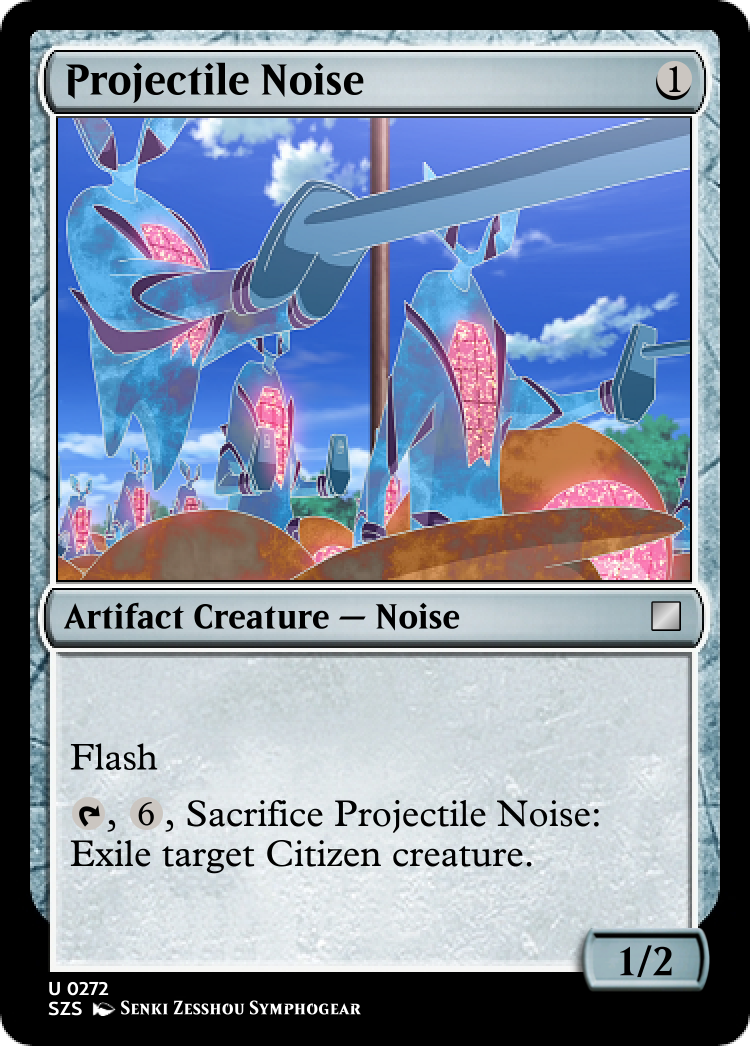 Projectile Noise 1
Artifact Creature — Noise
Flash
, 6, Sacrifice Projectile Noise:
Exile target Citizen creature.
1/2
U 0272
SZS Senki Zesshou Symphogear